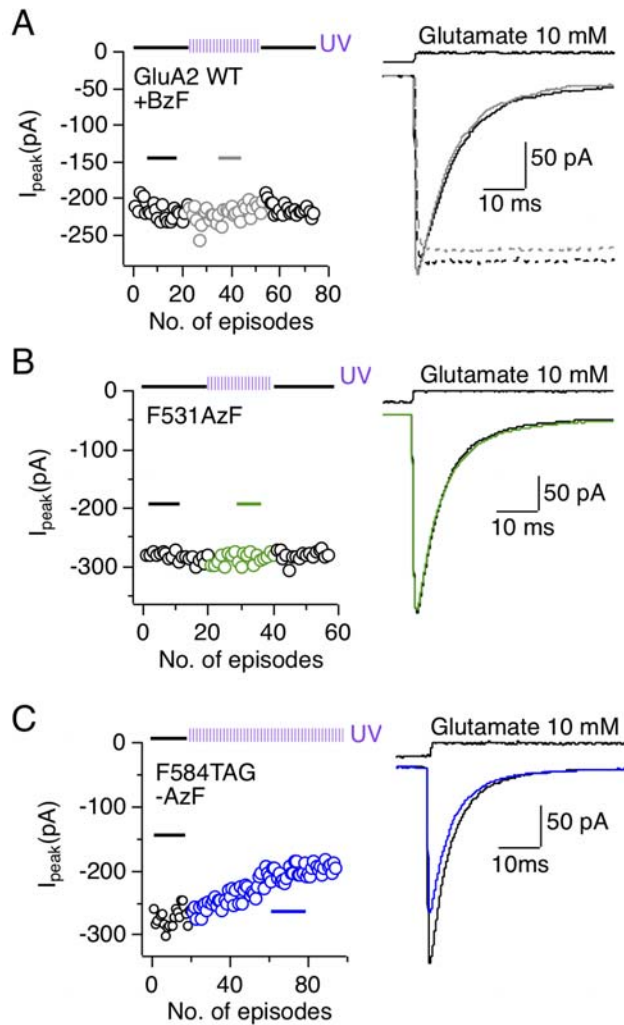 A
UV
GluA2 WT
+BzF
0
-50
-100
-150
-200
-250
I peak(pA)
0 20 40 60 80
No. of episodes
Glutamate 10 mM
50 pA
10 ms
B
UV
F531AzF
0
-100
-200
-300
I peak(pA)
0 20 40 60
No. of episodes
Glutamate 10 mM
50 pA
10 ms
C
UV
F584TAG
-AzF
0
-100
-200
-300
I peak(pA)
0 40 80
No. of episodes
Glutamate 10 mM
50 pA
10ms